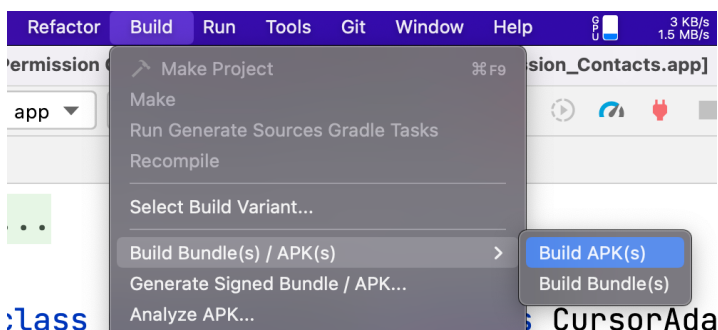 Refactor Build Run Tools Git Window Help GPU 3 KB/s
1.5 MB/s
Permission Make Project ⌘F9 sion_Contacts.app]
app Make
Run Generate Sources Gradle Tasks
Recompile
Select Build Variant...
...
Build Bundle(s) / APK(s) Build APK(s)
Generate Signed Bundle / APK... Build Bundle(s)
Analyze APK...
class CursorAda